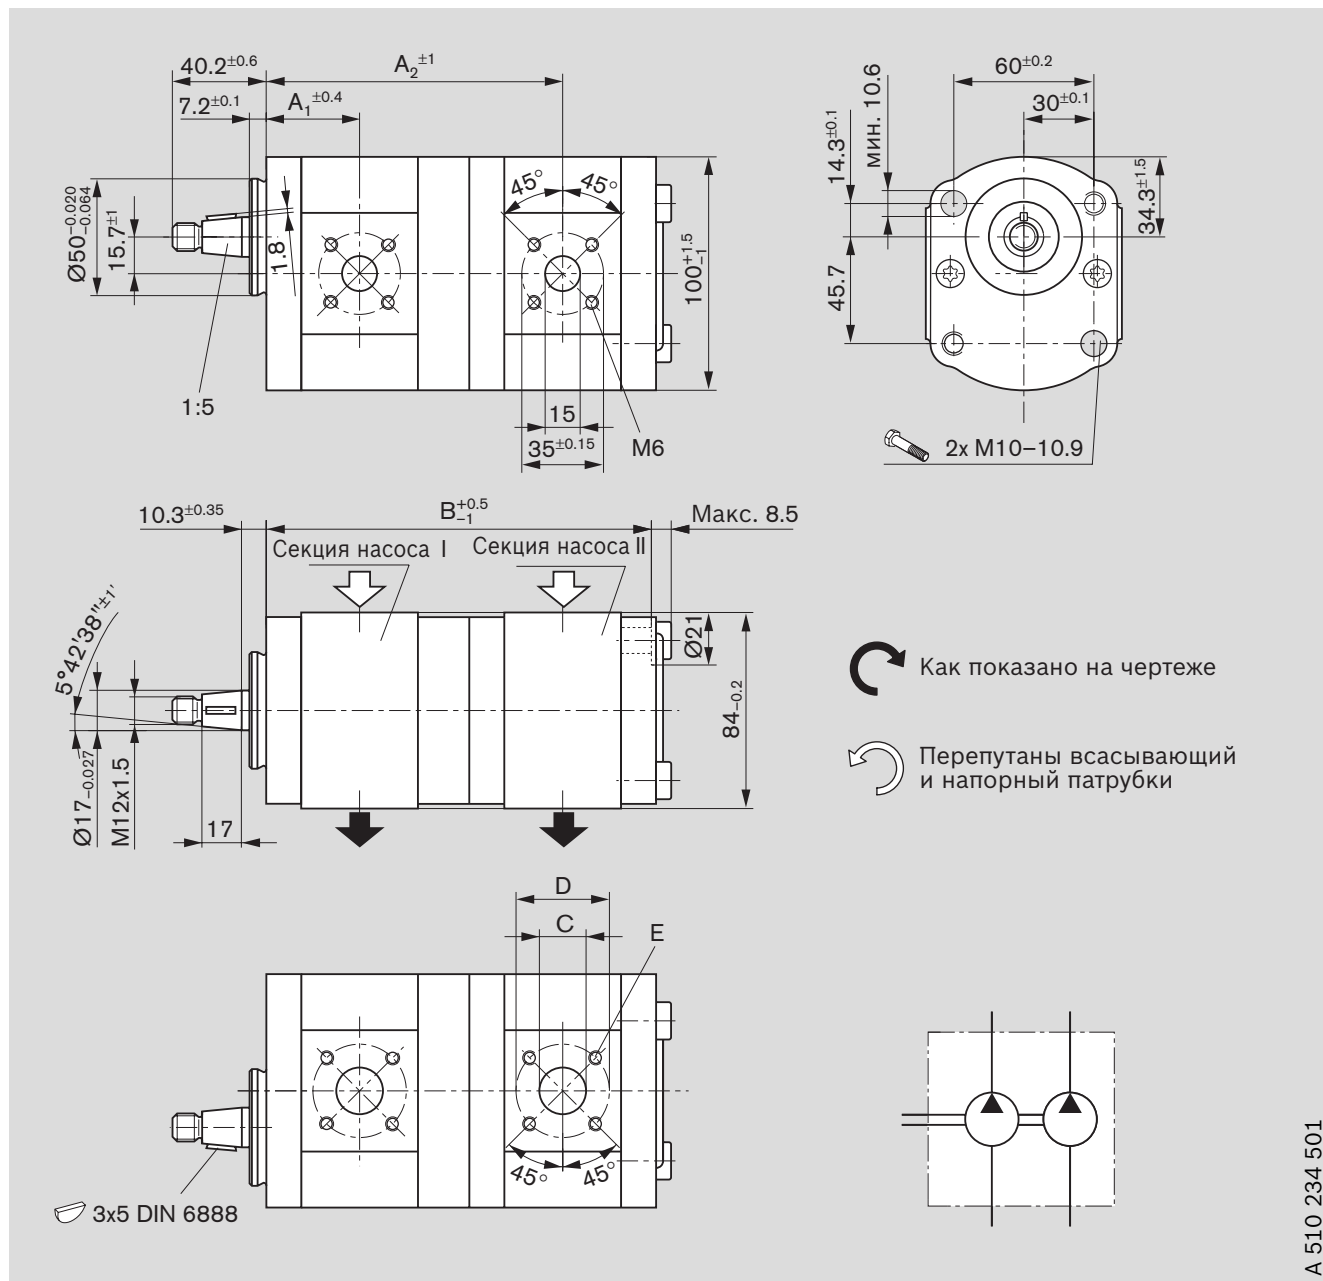 40.2±0.6
A₂±1
7.2±0.1
A₁±0.4
Ø50−0.020 −0.064
15.7±1
1.8
45°
45°
100+1.5 −1
1:5
15
35±0.15
M6
60±0.2
30±0.1
мин. 10.6
14.3±0.1
34.3±1.5
45.7
2x M10–10.9
10.3±0.35
B+0.5 −1
Макс. 8.5
Секция насоса I
Секция насоса II
5°42'38"±1'
Ø21
84−0.2
Ø17−0.027
M12x1.5
17
Как показано на чертеже
Перепутаны всасывающий
и напорный патрубки
D
C
E
45°
45°
3x5 DIN 6888
A 510 234 501